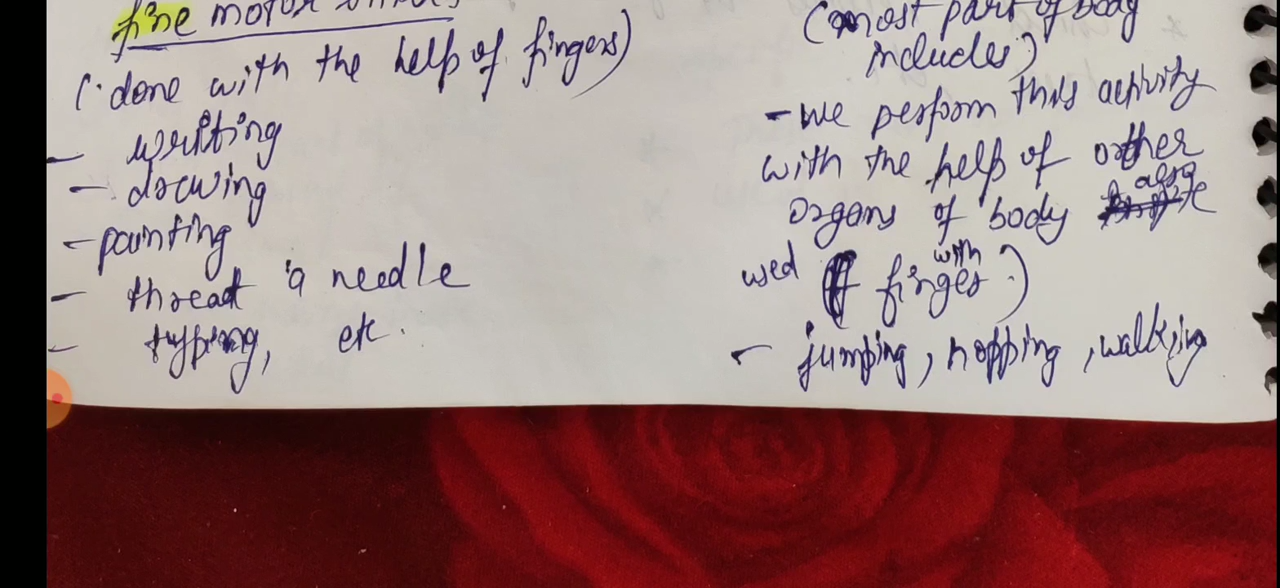 fine motor
(done with the help of fingers)
- writing
- drawing
- painting
- thread a needle
- typing, etc.
(most part of body
includes)
- we perform this activity
with the help of other
organs of body also
used with fingers)
- jumping, hopping, walking